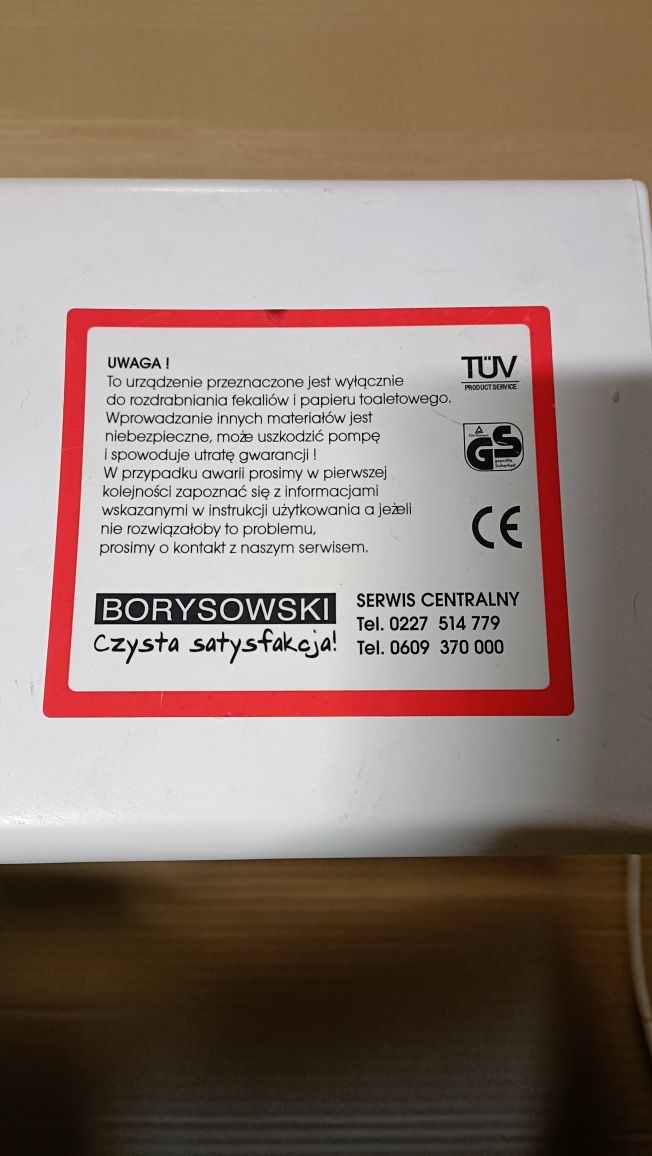 UWAGA !
To urządzenie przeznaczone jest wyłącznie
do rozdrabniania fekaliów i papieru toaletowego.
Wprowadzanie innych materiałów jest
niebezpieczne, może uszkodzić pompę
i spowoduje utratę gwarancji !
W przypadku awarii prosimy w pierwszej
kolejności zapoznać się z informacjami
wskazanymi w instrukcji użytkowania a jeżeli
nie rozwiązałoby to problemu,
prosimy o kontakt z naszym serwisem.
TÜV
PRODUCT SERVICE
GS
geprüfte
Sicherheit
CE
BORYSOWSKI
Czysta satysfakcja!
SERWIS CENTRALNY
Tel. 0227 514 779
Tel. 0609 370 000